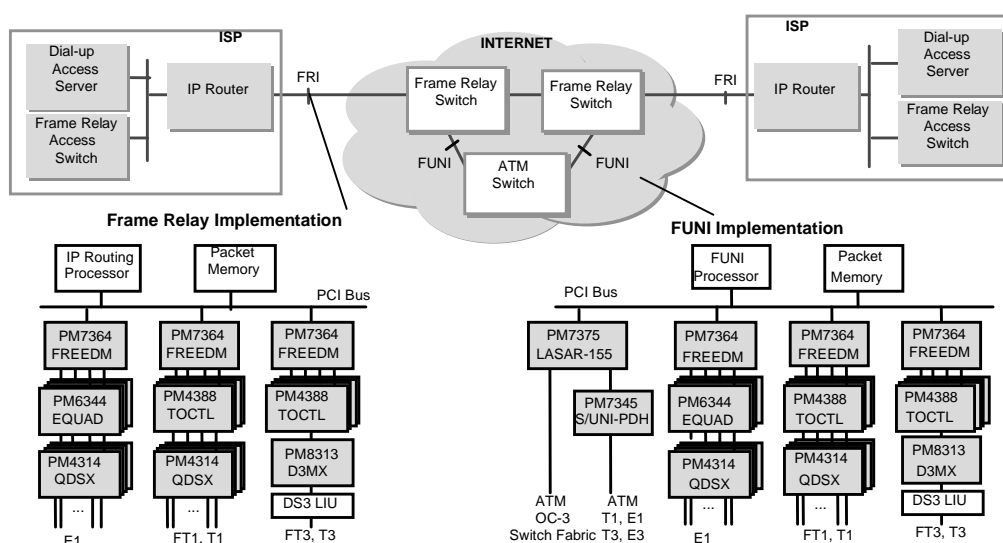 ISP
Dial-up
Access
Server
IP Router
Frame Relay
Access
Switch
FRI
INTERNET
Frame Relay
Switch
Frame Relay
Switch
FUNI
FUNI
ATM
Switch
FRI
ISP
IP Router
Dial-up
Access
Server
Frame Relay
Access
Switch
Frame Relay Implementation
IP Routing
Processor
Packet
Memory
PCI Bus
PM7364
FREEDM
PM7364
FREEDM
PM7364
FREEDM
PM6344
EQUAD
PM4388
TOCTL
PM4388
TOCTL
PM4314
QDSX
PM4314
QDSX
PM8313
D3MX
DS3 LIU
...
...
E1
FT1, T1
FT3, T3
FUNI Implementation
FUNI
Processor
Packet
Memory
PCI Bus
PM7375
LASAR-155
PM7364
FREEDM
PM7364
FREEDM
PM7364
FREEDM
PM7345
S/UNI-PDH
PM6344
EQUAD
PM4388
TOCTL
PM4388
TOCTL
PM4314
QDSX
PM4314
QDSX
PM8313
D3MX
DS3 LIU
...
...
ATM
OC-3
Switch Fabric
ATM
T1, E1
T3, E3
E1
FT1, T1
FT3, T3